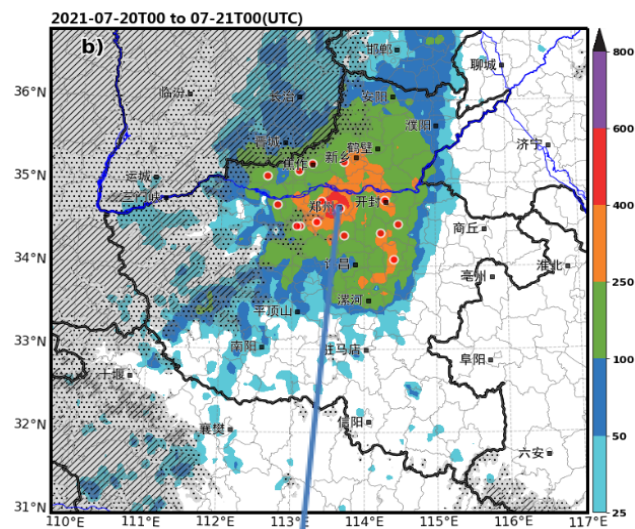 2021-07-20T00 to 07-21T00(UTC)
b)
邯郸
聊城
800
36°N
临汾
长治
安阳
濮阳
600
晋城
鹤壁
济宁
35°N
运城
焦作
新乡
三门峡
400
郑州
开封
商丘
34°N
许昌
亳州
淮北
250
漯河
平顶山
33°N
南阳
驻马店
阜阳
100
十堰
32°N
襄樊
信阳
50
六安
31°N
110°E
111°E
112°E
113°E
114°E
115°E
116°E
117°E
25